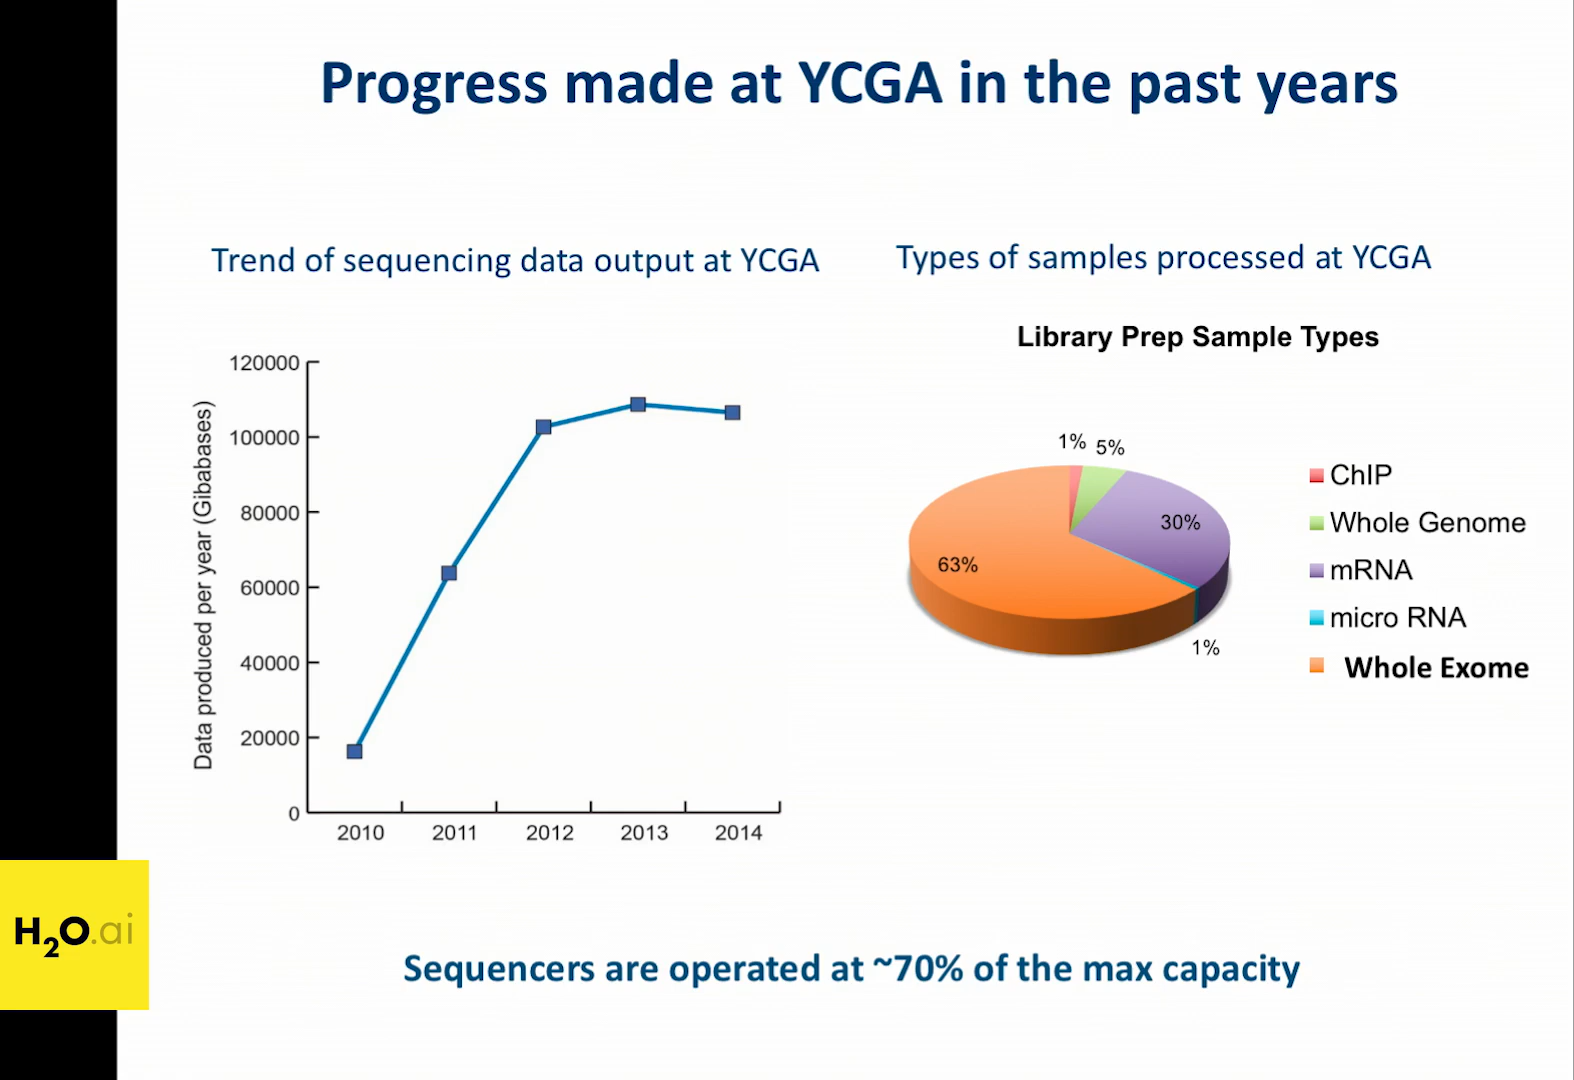 Progress made at YCGA in the past years
Trend of sequencing data output at YCGA
Data produced per year (Gibabases)
120000
100000
80000
60000
40000
20000
0
2010 2011 2012 2013 2014
Types of samples processed at YCGA
Library Prep Sample Types
1% 5%
30%
63%
1%
ChIP
Whole Genome
mRNA
micro RNA
Whole Exome
H2O.ai
Sequencers are operated at ~70% of the max capacity